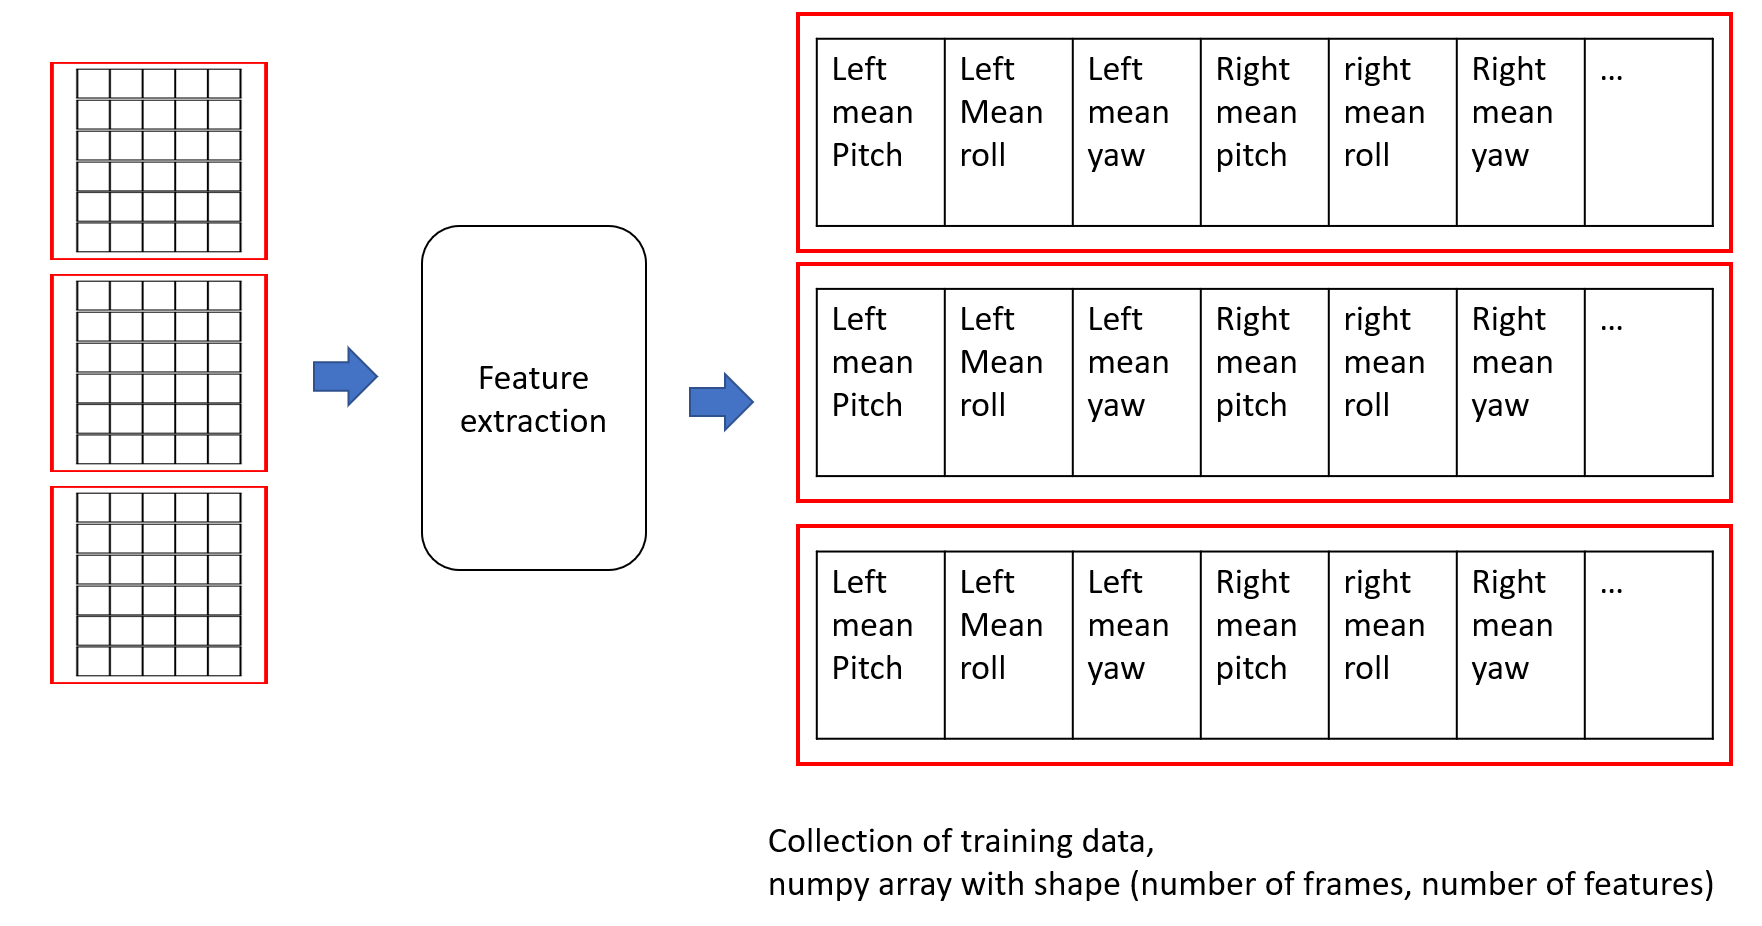 Left
mean
Pitch
Left
Mean
roll
Left
mean
yaw
Right
mean
pitch
right
mean
roll
Right
mean
yaw
...
Feature
extraction
Left
mean
Pitch
Left
Mean
roll
Left
mean
yaw
Right
mean
pitch
right
mean
roll
Right
mean
yaw
...
Left
mean
Pitch
Left
Mean
roll
Left
mean
yaw
Right
mean
pitch
right
mean
roll
Right
mean
yaw
...
Collection of training data,
numpy array with shape (number of frames, number of features)